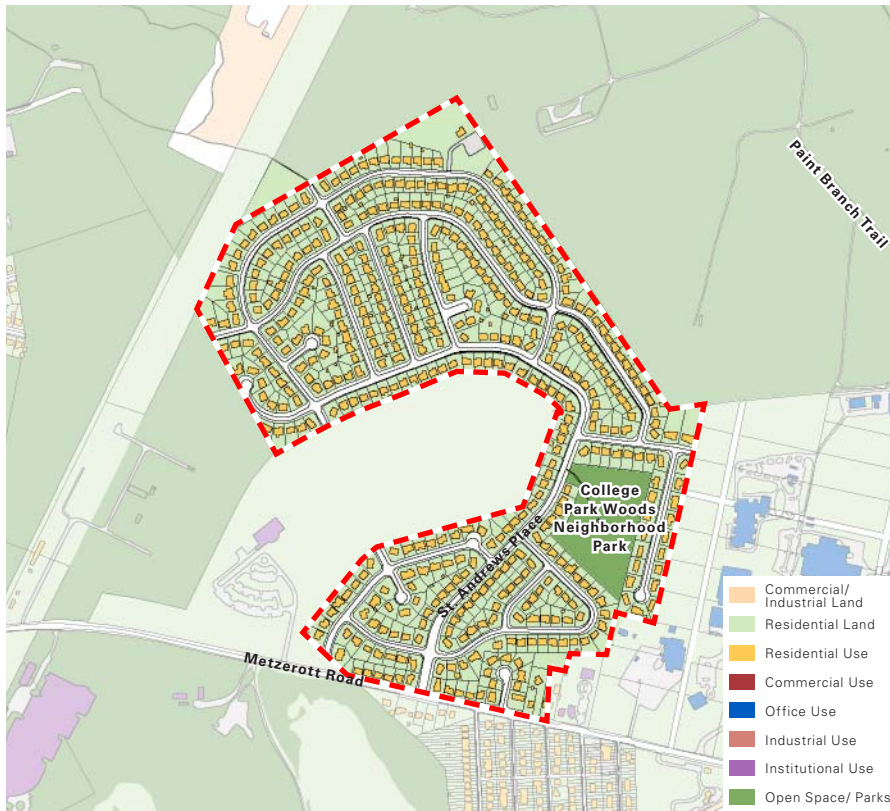 Paint Branch Trail
College
Park Woods
Neighborhood
Park
St. Andrews Place
Metzerott Road
Commercial/
Industrial Land
Residential Land
Residential Use
Commercial Use
Office Use
Industrial Use
Institutional Use
Open Space/ Parks